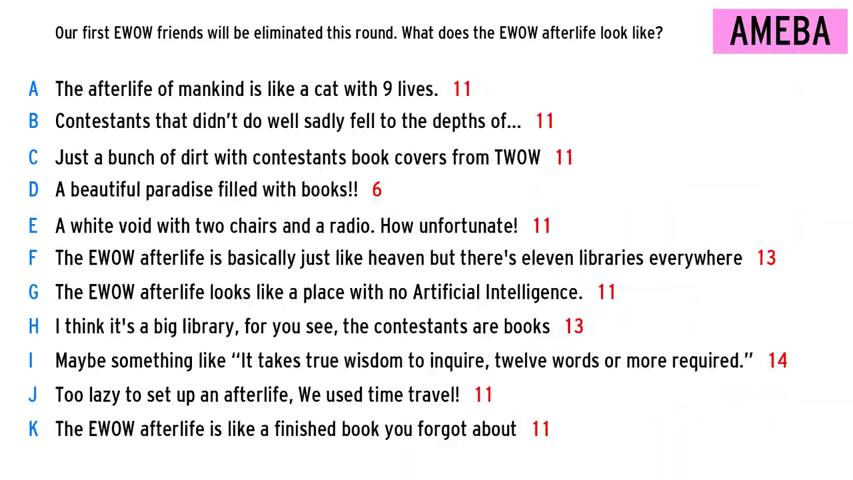 Our first EWOW friends will be eliminated this round. What does the EWOW afterlife look like?
AMEBA
A The afterlife of mankind is like a cat with 9 lives. 11
B Contestants that didn't do well sadly fell to the depths of... 11
C Just a bunch of dirt with contestants book covers from TWOW 11
D A beautiful paradise filled with books!! 6
E A white void with two chairs and a radio. How unfortunate! 11
F The EWOW afterlife is basically just like heaven but there's eleven libraries everywhere 13
G The EWOW afterlife looks like a place with no Artificial Intelligence. 11
H I think it's a big library, for you see, the contestants are books 13
I Maybe something like “It takes true wisdom to inquire, twelve words or more required.” 14
J Too lazy to set up an afterlife, We used time travel! 11
K The EWOW afterlife is like a finished book you forgot about 11